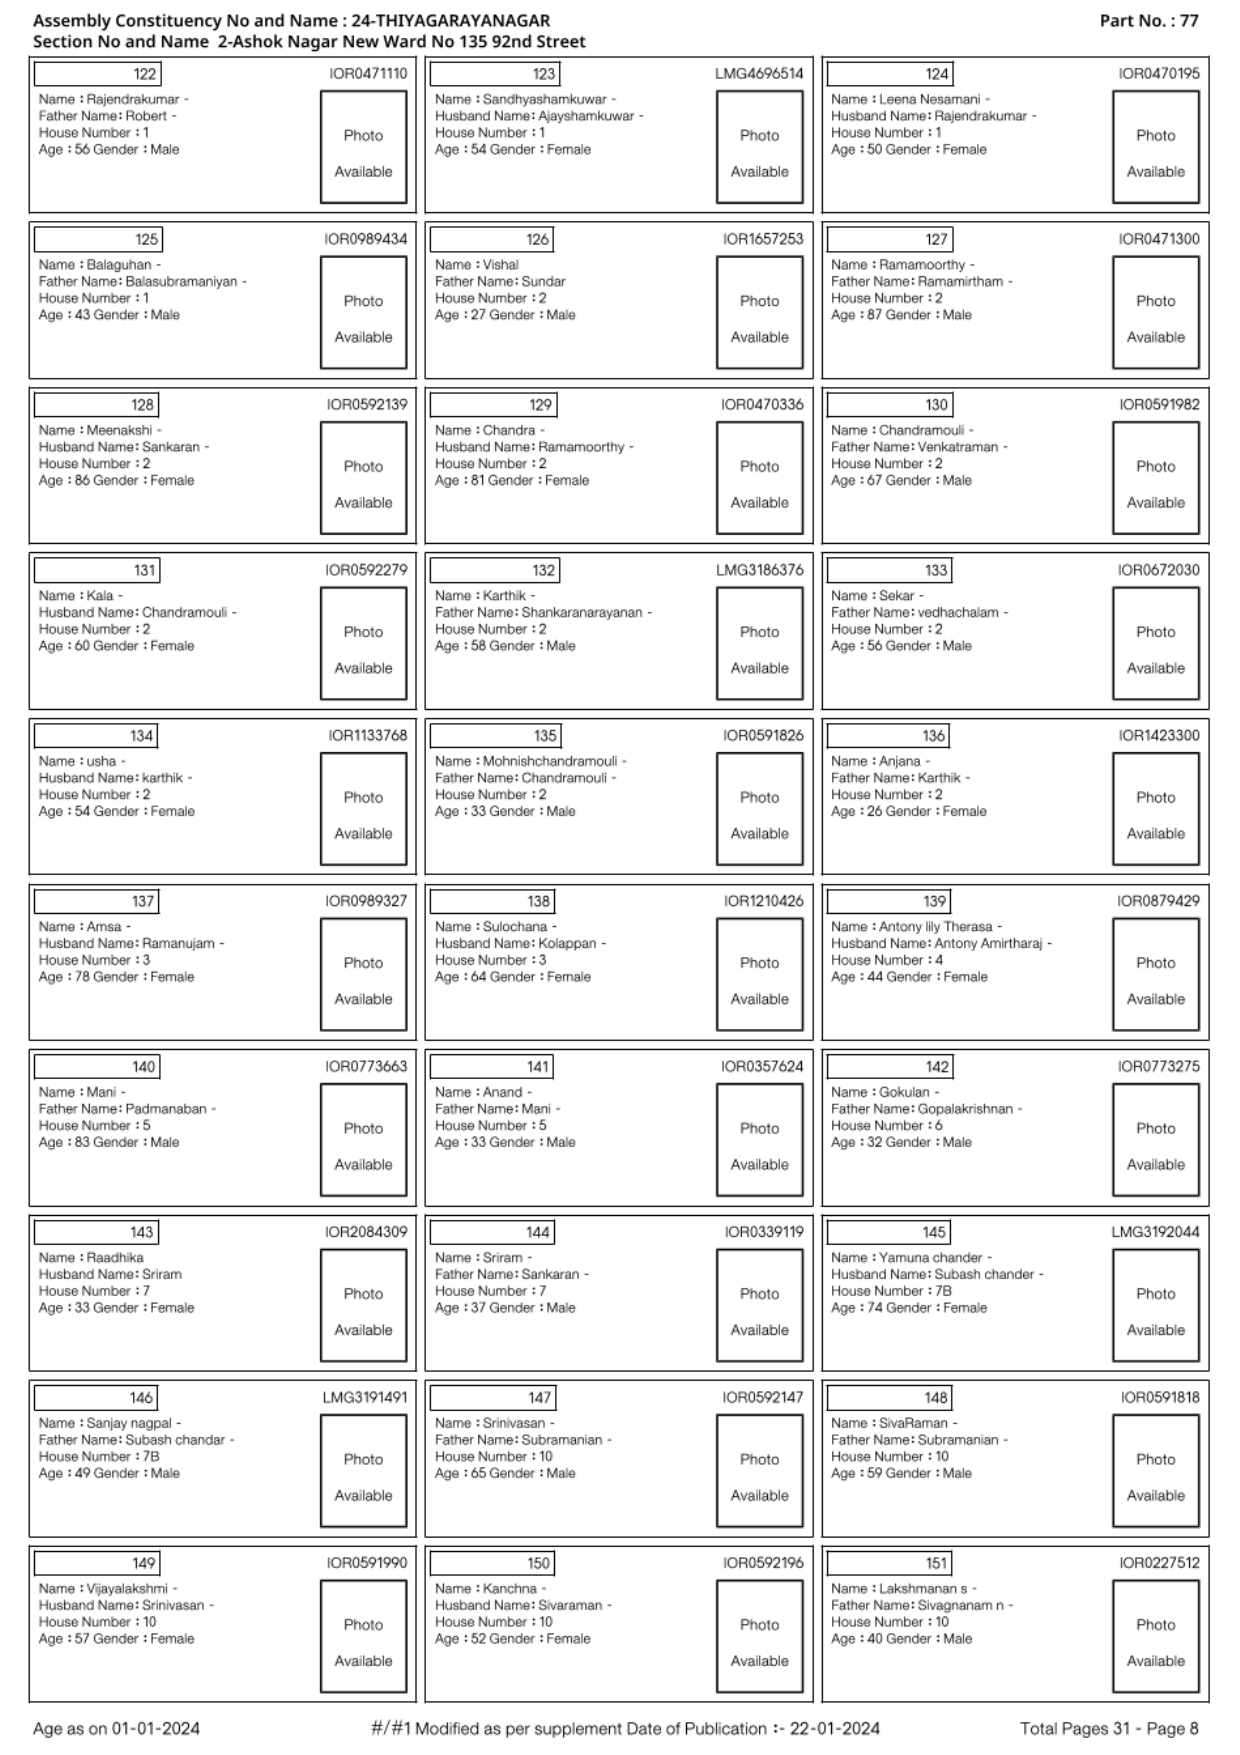 Assembly Constituency No and Name : 24-THIYAGARAYANAGAR
Part No. : 77
Section No and Name 2-Ashok Nagar New Ward No 135 92nd Street
122
IOR0471110
Name : Rajendrakumar -
Father Name: Robert -
House Number : 1
Age : 56 Gender : Male
Photo
Available
123
LMG4696514
Name : Sandhyashamkuwar -
Husband Name: Ajayshamkuwar -
House Number : 1
Age : 54 Gender : Female
Photo
Available
124
IOR0470195
Name : Leena Nesamani -
Husband Name: Rajendrakumar -
House Number : 1
Age : 50 Gender : Female
Photo
Available
125
IOR0989434
Name : Balaguhan -
Father Name: Balasubramaniyan -
House Number : 1
Age : 43 Gender : Male
Photo
Available
126
IOR1657253
Name : Vishal
Father Name: Sundar
House Number : 2
Age : 27 Gender : Male
Photo
Available
127
IOR0471300
Name : Ramamoorthy -
Father Name: Ramamirtham -
House Number : 2
Age : 87 Gender : Male
Photo
Available
128
IOR0592139
Name : Meenakshi -
Husband Name: Sankaran -
House Number : 2
Age : 86 Gender : Female
Photo
Available
129
IOR0470336
Name : Chandra -
Husband Name: Ramamoorthy -
House Number : 2
Age : 81 Gender : Female
Photo
Available
130
IOR0591982
Name : Chandramouli -
Father Name: Venkatraman -
House Number : 2
Age : 67 Gender : Male
Photo
Available
131
IOR0592279
Name : Kala -
Husband Name: Chandramouli -
House Number : 2
Age : 60 Gender : Female
Photo
Available
132
LMG3186376
Name : Karthik -
Father Name: Shankaranarayanan -
House Number : 2
Age : 58 Gender : Male
Photo
Available
133
IOR0672030
Name : Sekar -
Father Name: vedhachalam -
House Number : 2
Age : 56 Gender : Male
Photo
Available
134
IOR1133768
Name : usha -
Husband Name: karthik -
House Number : 2
Age : 54 Gender : Female
Photo
Available
135
IOR0591826
Name : Mohnishchandramouli -
Father Name: Chandramouli -
House Number : 2
Age : 33 Gender : Male
Photo
Available
136
IOR1423300
Name : Anjana -
Father Name: Karthik -
House Number : 2
Age : 26 Gender : Female
Photo
Available
137
IOR0989327
Name : Amsa -
Husband Name: Ramanujam -
House Number : 3
Age : 78 Gender : Female
Photo
Available
138
IOR1210426
Name : Sulochana -
Husband Name: Kolappan -
House Number : 3
Age : 64 Gender : Female
Photo
Available
139
IOR0879429
Name : Antony lily Therasa -
Husband Name: Antony Amirtharaj -
House Number : 4
Age : 44 Gender : Female
Photo
Available
140
IOR0773663
Name : Mani -
Father Name: Padmanaban -
House Number : 5
Age : 83 Gender : Male
Photo
Available
141
IOR0357624
Name : Anand -
Father Name: Mani -
House Number : 5
Age : 33 Gender : Male
Photo
Available
142
IOR0773275
Name : Gokulan -
Father Name: Gopalakrishnan -
House Number : 6
Age : 32 Gender : Male
Photo
Available
143
IOR2084309
Name : Raadhika
Husband Name: Sriram
House Number : 7
Age : 33 Gender : Female
Photo
Available
144
IOR0339119
Name : Sriram -
Father Name: Sankaran -
House Number : 7
Age : 37 Gender : Male
Photo
Available
145
LMG3192044
Name : Yamuna chander -
Husband Name: Subash chander -
House Number : 7B
Age : 74 Gender : Female
Photo
Available
146
LMG3191491
Name : Sanjay nagpal -
Father Name: Subash chandar -
House Number : 7B
Age : 49 Gender : Male
Photo
Available
147
IOR0592147
Name : Srinivasan -
Father Name: Subramanian -
House Number : 10
Age : 65 Gender : Male
Photo
Available
148
IOR0591818
Name : SivaRaman -
Father Name: Subramanian -
House Number : 10
Age : 59 Gender : Male
Photo
Available
149
IOR0591990
Name : Vijayalakshmi -
Husband Name: Srinivasan -
House Number : 10
Age : 57 Gender : Female
Photo
Available
150
IOR0592196
Name : Kanchna -
Husband Name: Sivaraman -
House Number : 10
Age : 52 Gender : Female
Photo
Available
151
IOR0227512
Name : Lakshmanan s -
Father Name: Sivagnanam n -
House Number : 10
Age : 40 Gender : Male
Photo
Available
Age as on 01-01-2024
#/#1 Modified as per supplement Date of Publication :- 22-01-2024
Total Pages 31 - Page 8